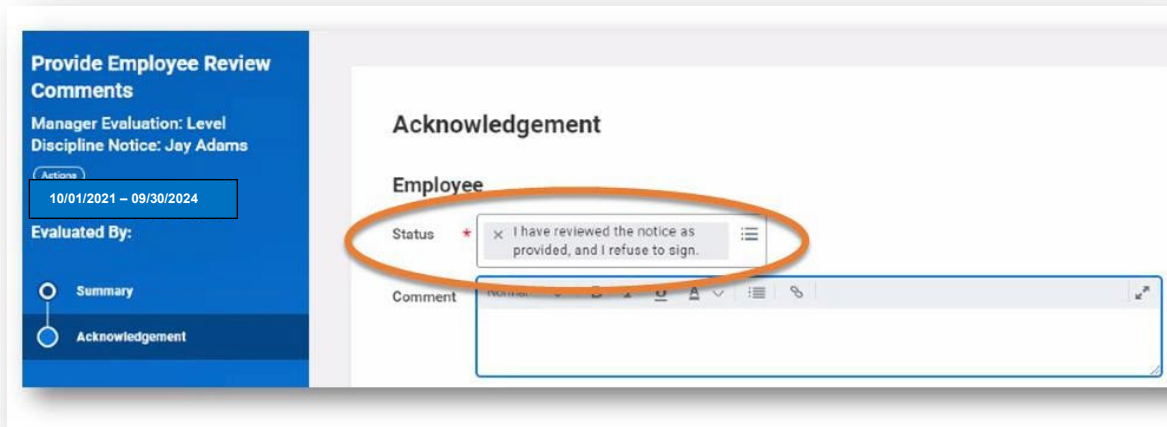 Provide Employee Review
Comments
Manager Evaluation: Level
Discipline Notice: Jay Adams
Actions
10/01/2021 – 09/30/2024
Evaluated By:
Summary
Acknowledgement
Acknowledgement
Employee
Status *
× I have reviewed the notice as
provided, and I refuse to sign.
Comment
Normal B I U A